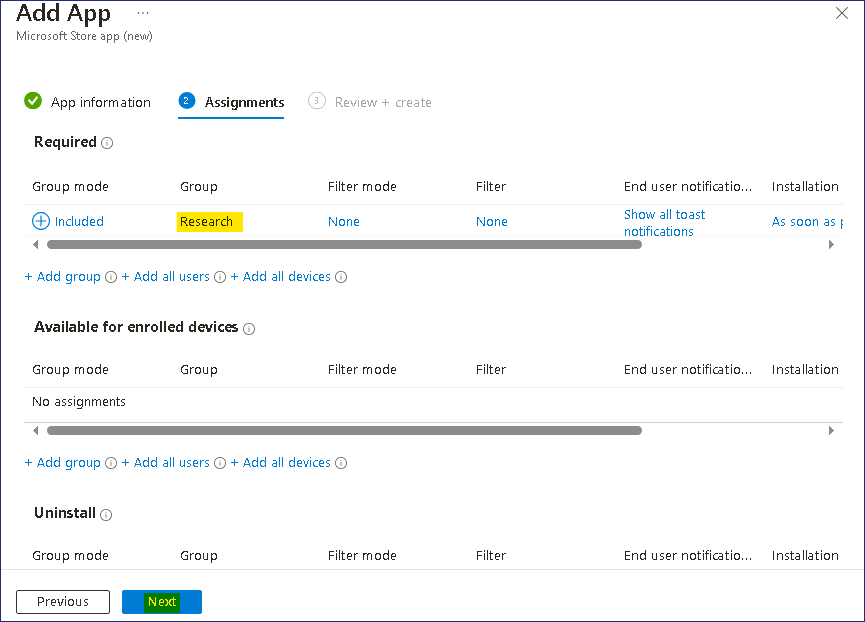 Add App ...
Microsoft Store app (new)
App information 2 Assignments 3 Review + create
Required
Group mode Group Filter mode Filter End user notificatio... Installation
Included Research None None Show all toast notifications As soon as p
+ Add group + Add all users + Add all devices
Available for enrolled devices
Group mode Group Filter mode Filter End user notificatio... Installation
No assignments
+ Add group + Add all users + Add all devices
Uninstall
Group mode Group Filter mode Filter End user notificatio... Installation
Previous Next